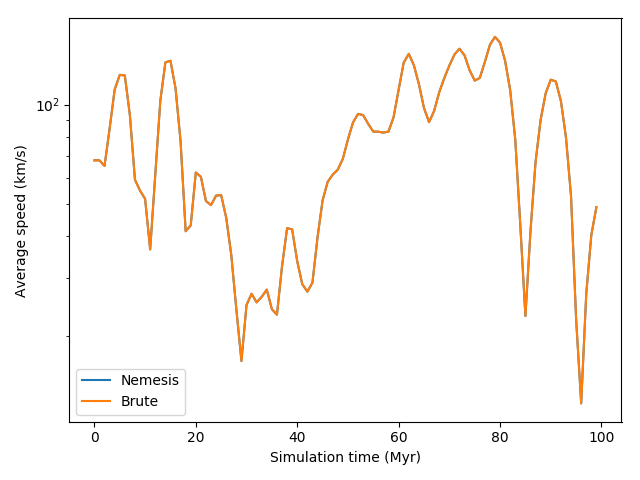 Average speed (km/s)
10²
Nemesis
Brute
0 20 40 60 80 100
Simulation time (Myr)